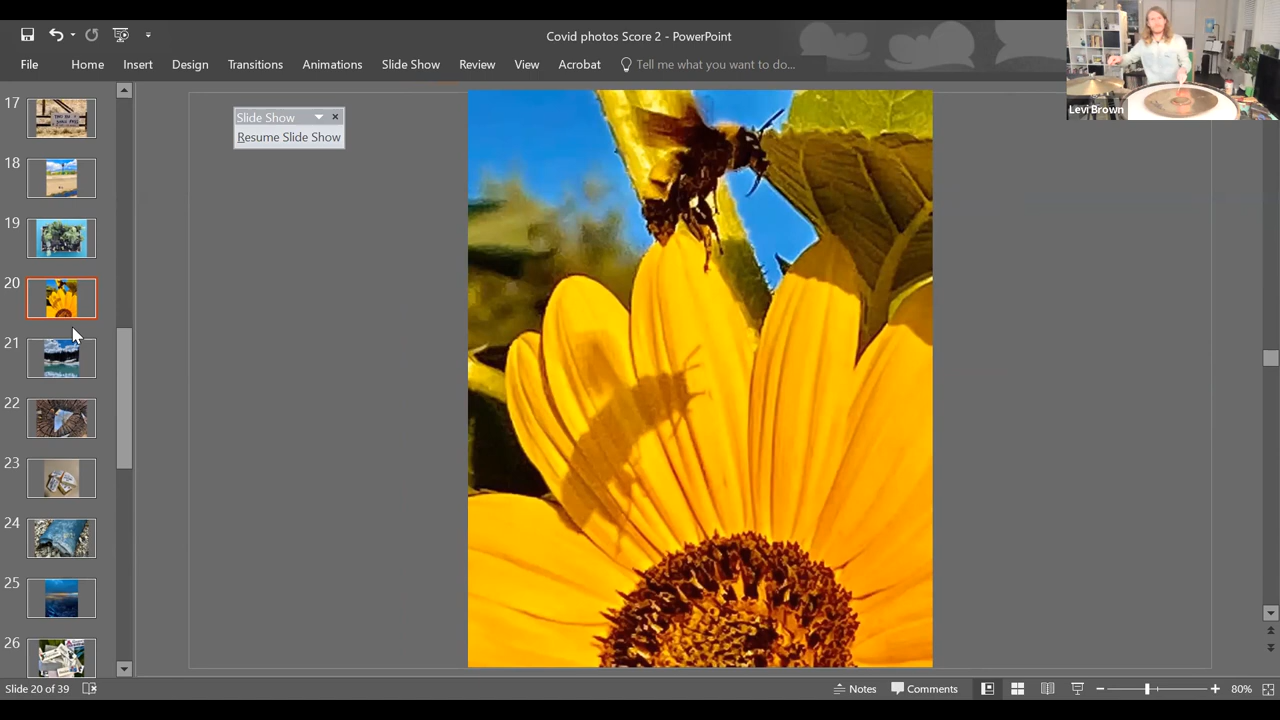 Covid photos Score 2 - PowerPoint
File Home Insert Design Transitions Animations Slide Show Review View Acrobat Tell me what you want to do...
Levi Brown
Slide Show
Resume Slide Show
17
18
19
20
21
22
23
24
25
26
Slide 20 of 39
Notes Comments 80%